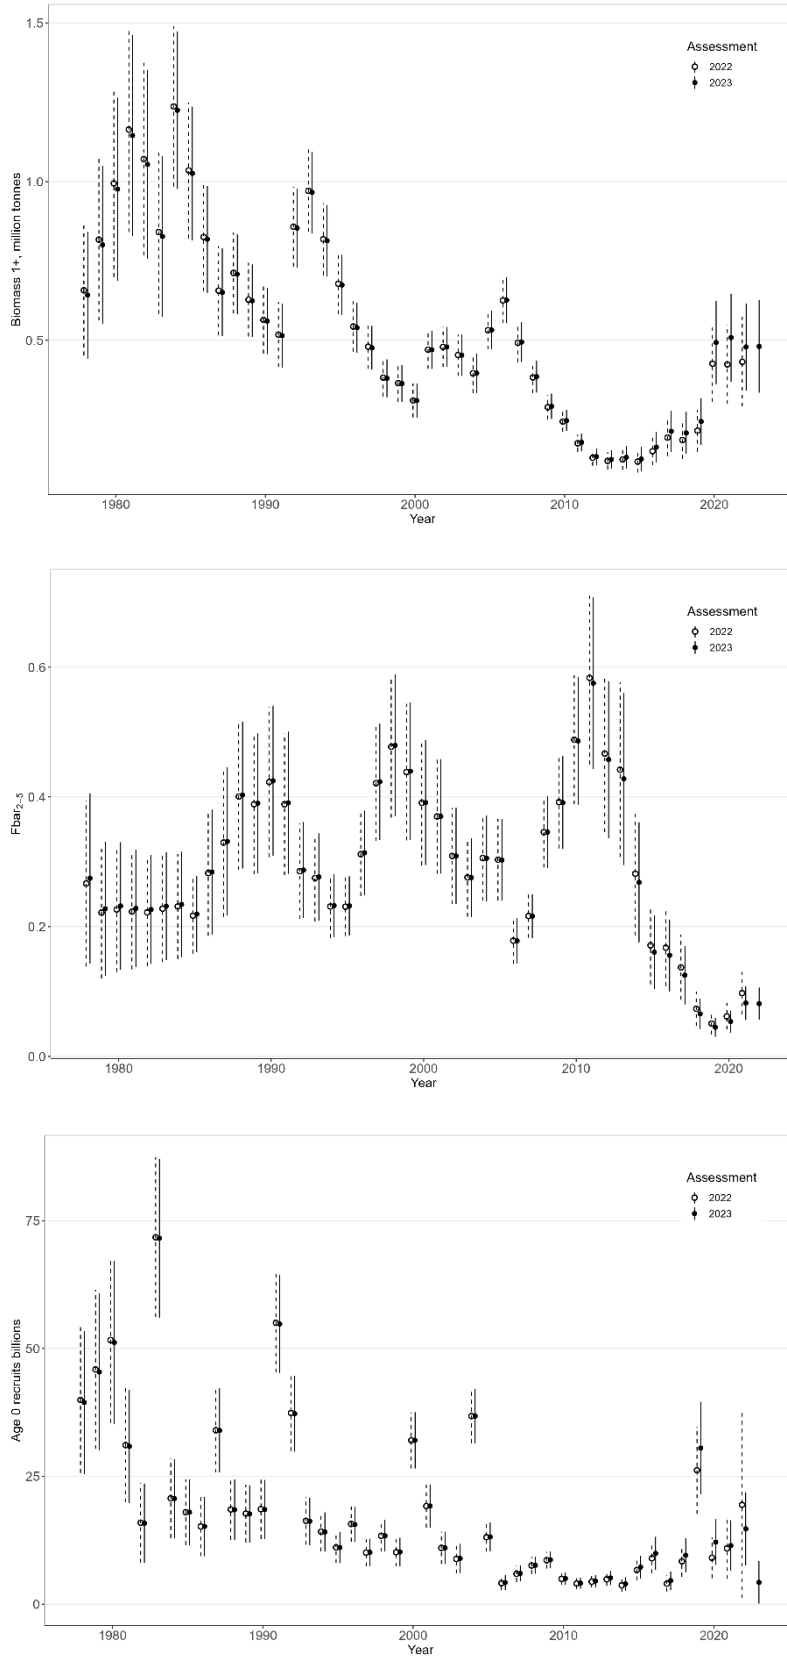 1.5
1.0
0.5
Biomass 1+, million tonnes
Assessment
2022
2023
1980 1990 2000 2010 2020
Year
0.6
0.4
0.2
0.0
Fbar2–5
Assessment
2022
2023
1980 1990 2000 2010 2020
Year
75
50
25
0
Age 0 recruits billions
Assessment
2022
2023
1980 1990 2000 2010 2020
Year